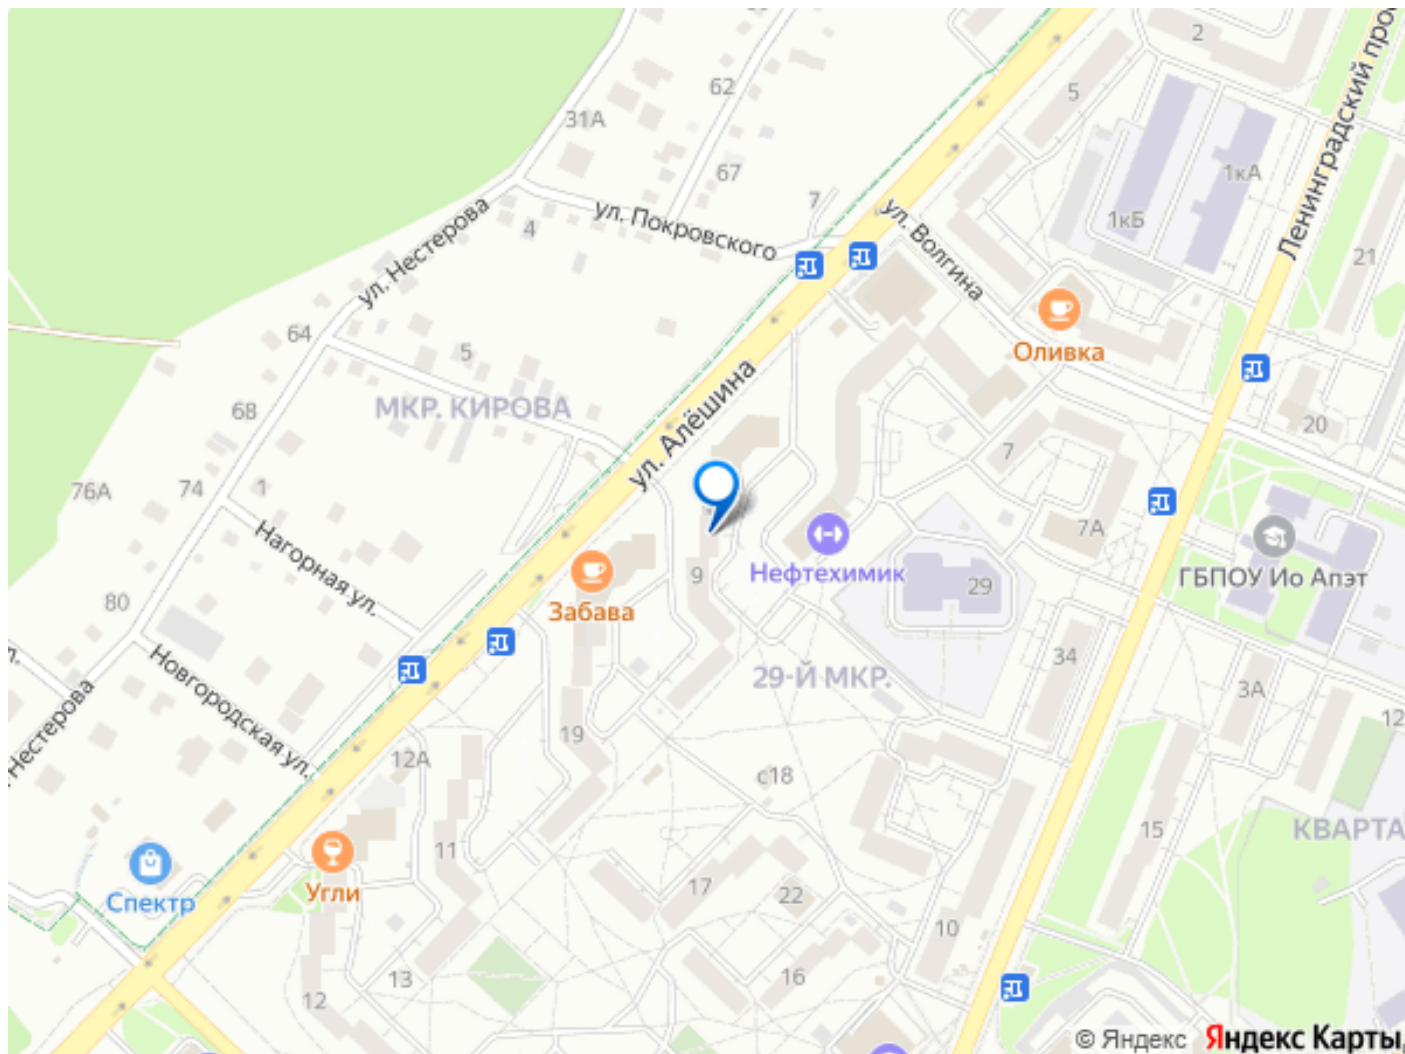 2
Ленинградский про
62
5
31А
67
1кА
7
ул. Покровского
4
ул. Волгина
1кБ
21
ул. Нестерова
64
5
Оливка
МКР. КИРОВА
ул. Алёшина
68
20
7
76А
74
1
7А
Нагорная ул.
Нефтехимик
ГБПОУ Ио Апэт
9
29
80
Забава
Новгородская ул.
л.
34
29-Й МКР.
3А
Нестерова
12
19
12А
с18
КВАРТА
15
11
Спектр
Угли
17
22
10
12
13
16
© Яндекс Яндекс Карты